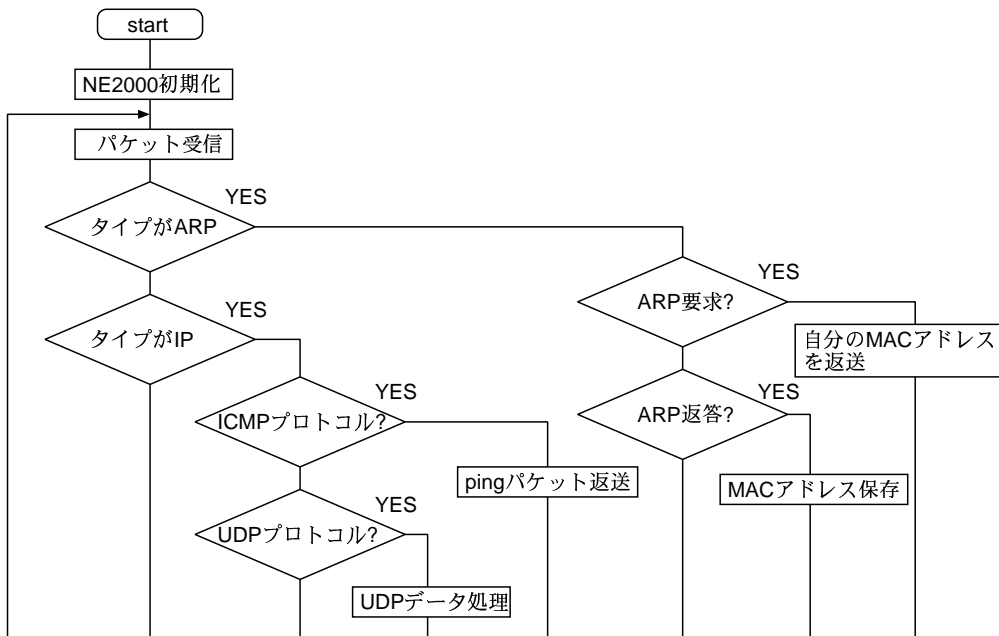 start
NE2000初期化
パケット受信
YES
タイプがARP
YES
ARP要求?
YES
タイプがIP
自分のMACアドレス
を返送
YES
ICMPプロトコル?
YES
ARP返答?
pingパケット返送
MACアドレス保存
YES
UDPプロトコル?
UDPデータ処理